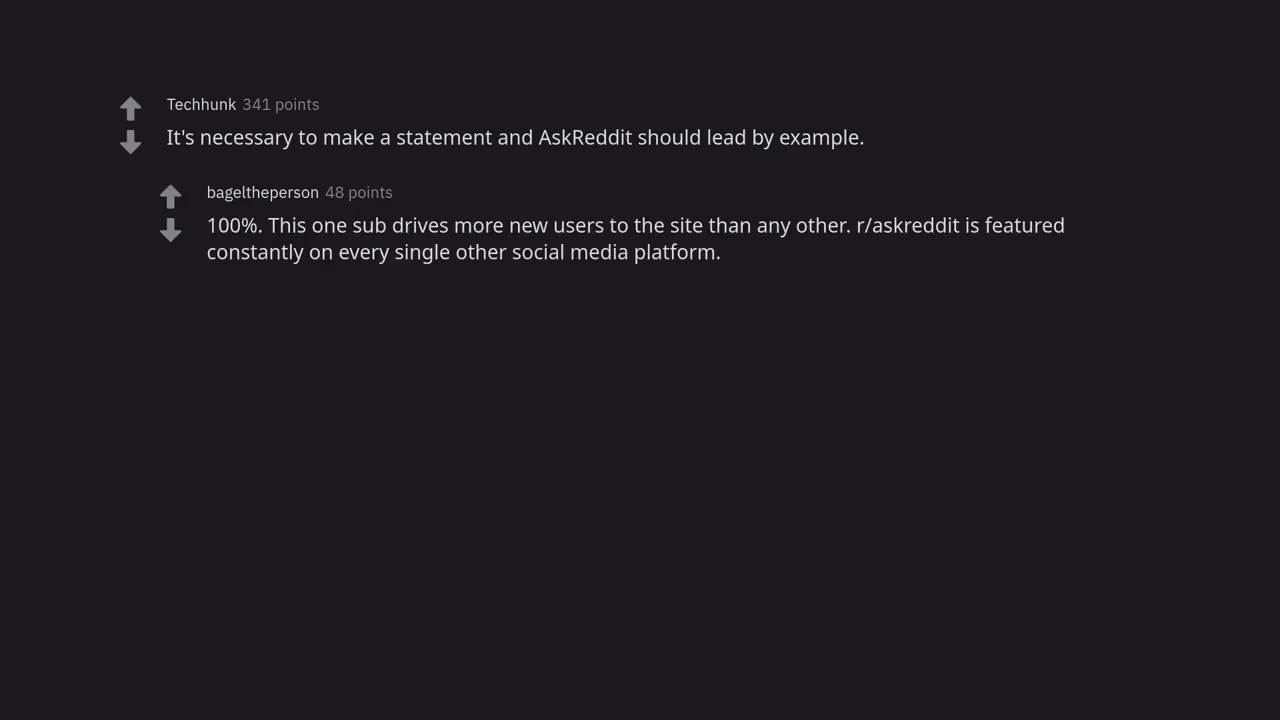 Techhunk 341 points
It's necessary to make a statement and AskReddit should lead by example.
bageltheperson 48 points
100%. This one sub drives more new users to the site than any other. r/askreddit is featured
constantly on every single other social media platform.